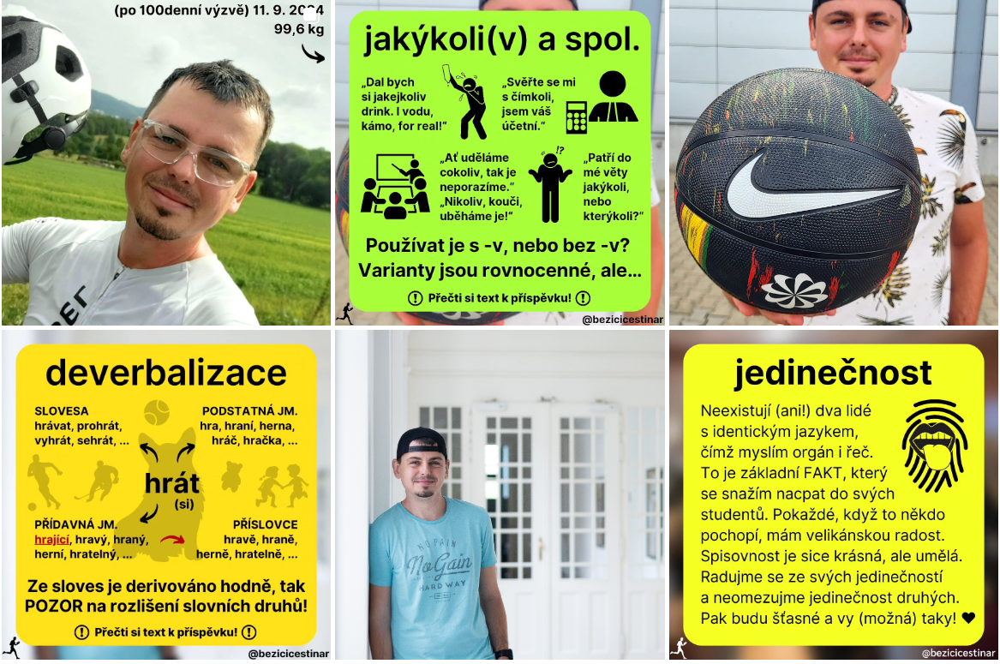 (po 100denní výzvě) 11. 9. 2024
99,6 kg
jakýkoli(v) a spol.
„Dal bych
si jakejkoliv
drink. I vodu,
kámo, for real!“
„Svěřte se mi
s čímkoli,
jsem váš
účetní.“
„Ať uděláme
cokoliv, tak je
neporazíme.“
„Nikoliv, kouči,
uběháme je!“
!?
„Patří do
mé věty
jakýkoli,
nebo
kterýkoli?“
Používat je s -v, nebo bez -v?
Varianty jsou rovnocenné, ale...
! Přečti si text k příspěvku! !
@bezicicestinar
deverbalizace
SLOVESA
hrávat, prohrát,
vyhrát, sehrát, ...
PODSTATNÁ JM.
hra, hraní, herna,
hráč, hračka, ...
hrát
(si)
PŘÍDAVNÁ JM.
hrající, hravý, hraný,
herní, hratelný, ...
PŘÍSLOVCE
hravě, hraně,
herně, hratelně, ...
Ze sloves je derivováno hodně, tak
POZOR na rozlišení slovních druhů!
! Přečti si text k příspěvku! !
@bezicicestinar
NO PAIN
No Gain
HARD WAY
jedinečnost
Neexistují (ani!) dva lidé
s identickým jazykem,
čímž myslím orgán i řeč.
To je základní FAKT, který
se snažím nacpat do svých
studentů. Pokaždé, když to někdo
pochopí, mám velikánskou radost.
Spisovnost je sice krásná, ale umělá.
Radujme se ze svých jedinečností
a neomezujme jedinečnost druhých.
Pak budu šťasné a vy (možná) taky! ♥
@bezicicestinar